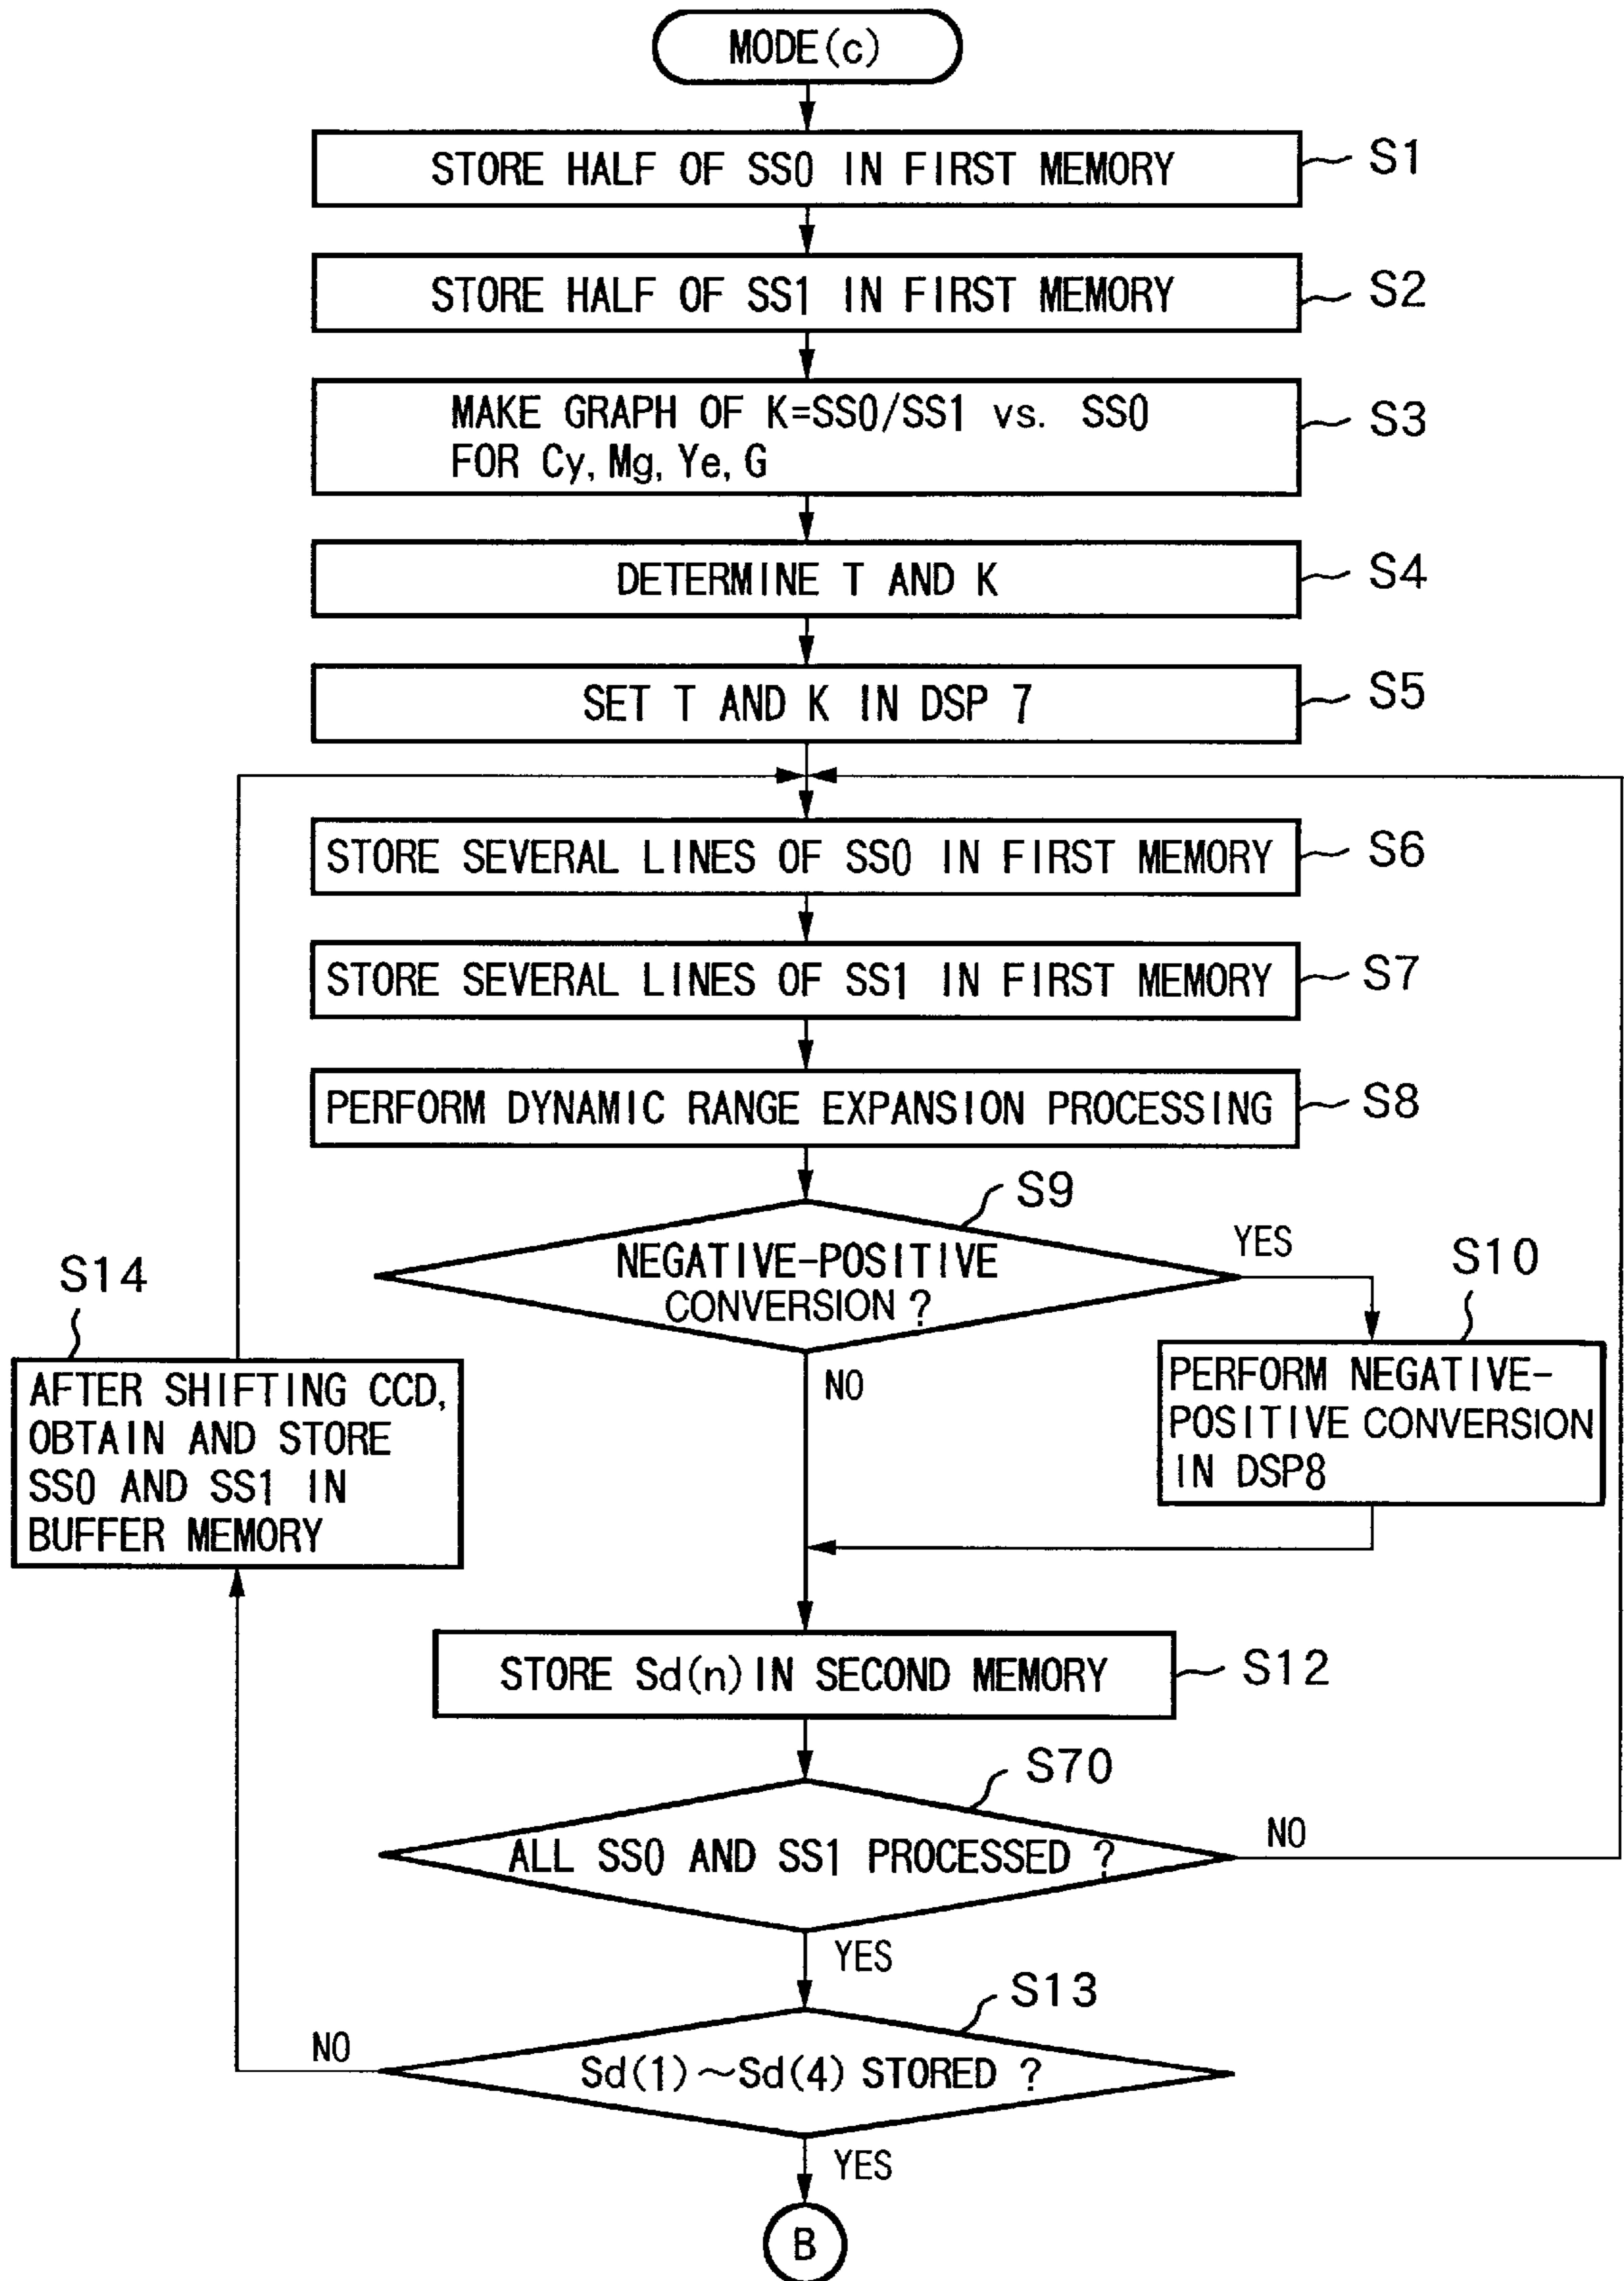 MODE(c)
STORE HALF OF SS0 IN FIRST MEMORY
S1
STORE HALF OF SS1 IN FIRST MEMORY
S2
MAKE GRAPH OF K=SS0/SS1 vs. SS0
FOR Cy, Mg, Ye, G
S3
DETERMINE T AND K
S4
SET T AND K IN DSP 7
S5
STORE SEVERAL LINES OF SS0 IN FIRST MEMORY
S6
STORE SEVERAL LINES OF SS1 IN FIRST MEMORY
S7
PERFORM DYNAMIC RANGE EXPANSION PROCESSING
S8
S9
NEGATIVE-POSITIVE
CONVERSION ?
YES
NO
S10
PERFORM NEGATIVE-
POSITIVE CONVERSION
IN DSP8
S14
AFTER SHIFTING CCD,
OBTAIN AND STORE
SS0 AND SS1 IN
BUFFER MEMORY
STORE Sd(n) IN SECOND MEMORY
S12
S70
ALL SS0 AND SS1 PROCESSED ?
NO
YES
S13
Sd(1)~Sd(4) STORED ?
NO
YES
B